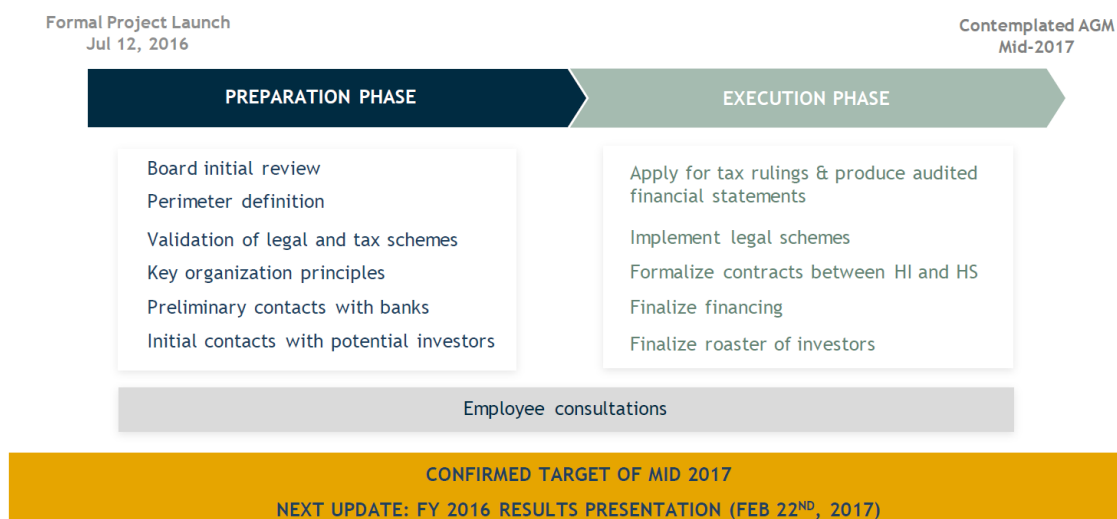 Formal Project Launch
Jul 12, 2016
Contemplated AGM
Mid-2017
PREPARATION PHASE
EXECUTION PHASE
Board initial review
Perimeter definition
Validation of legal and tax schemes
Key organization principles
Preliminary contacts with banks
Initial contacts with potential investors
Apply for tax rulings & produce audited
financial statements
Implement legal schemes
Formalize contracts between HI and HS
Finalize financing
Finalize roaster of investors
Employee consultations
CONFIRMED TARGET OF MID 2017
NEXT UPDATE: FY 2016 RESULTS PRESENTATION (FEB 22ND, 2017)